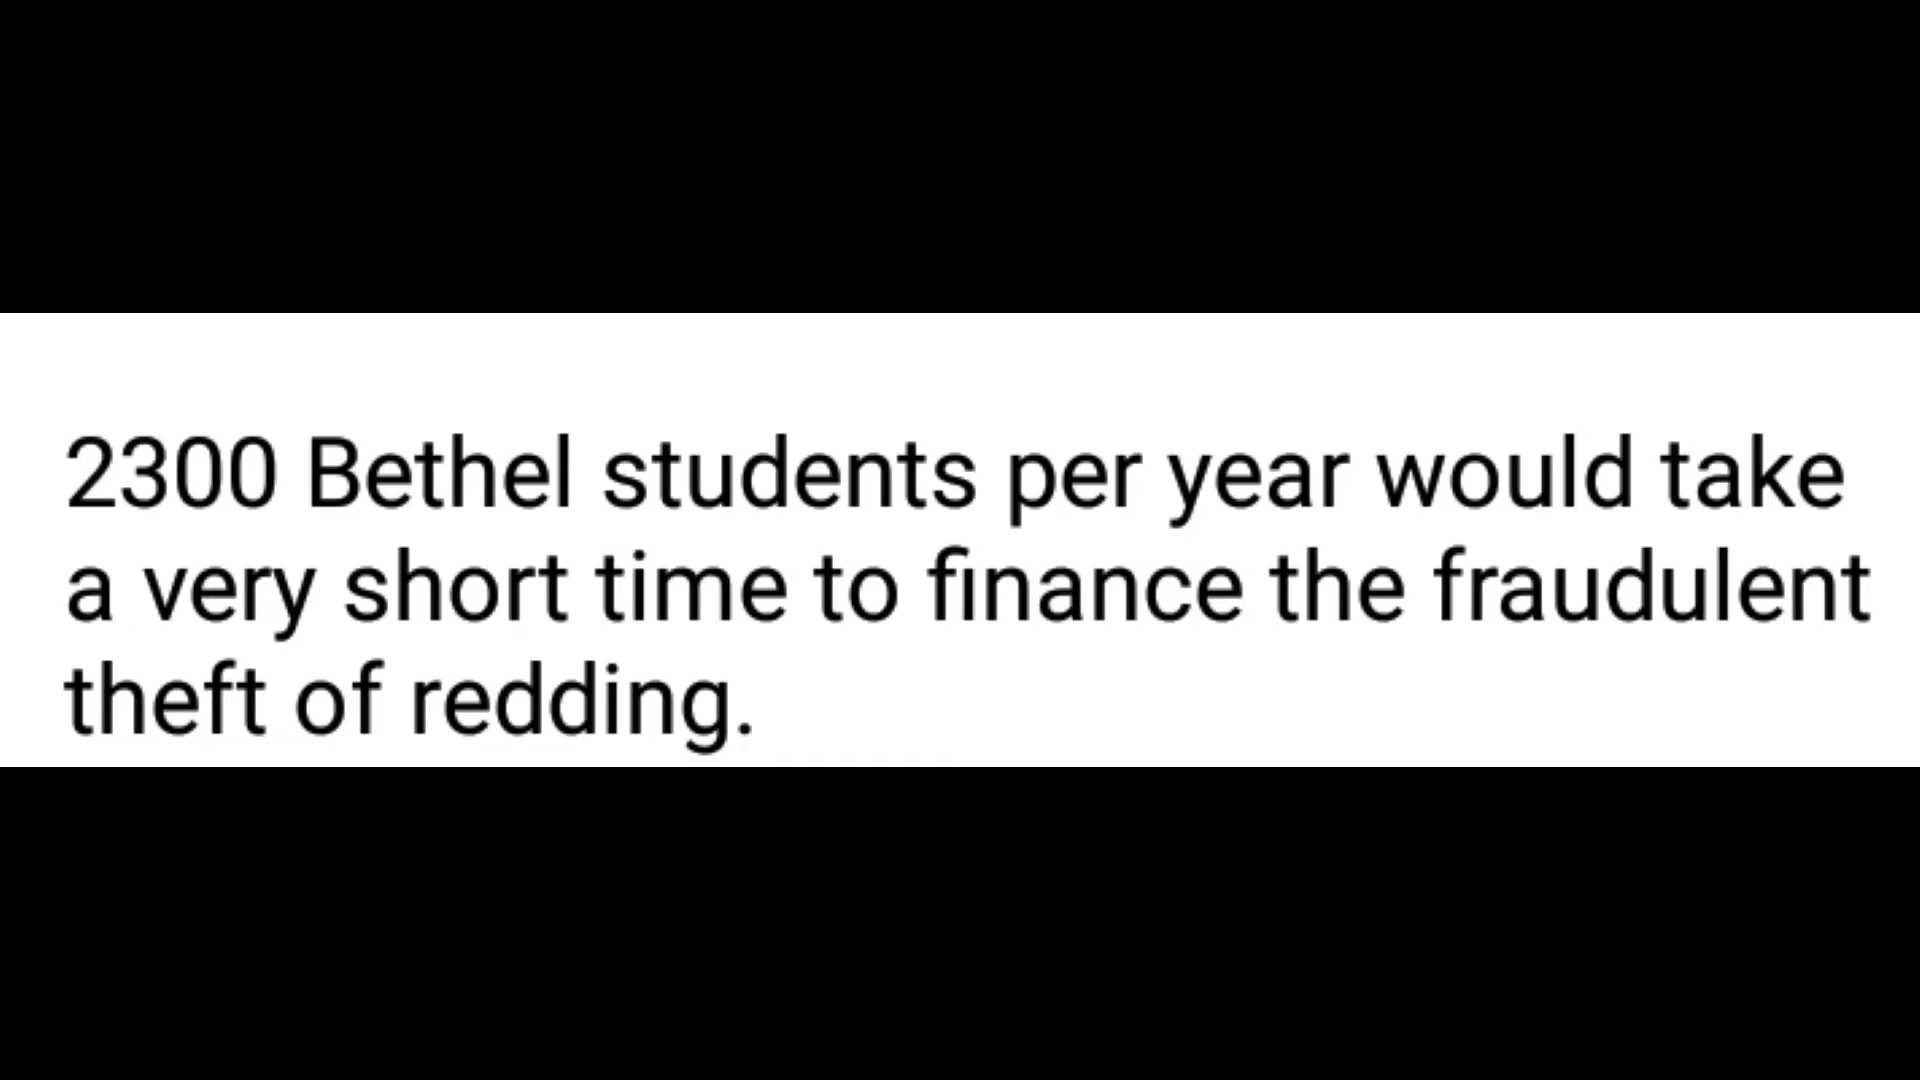 2300 Bethel students per year would take
a very short time to finance the fraudulent
theft of redding.